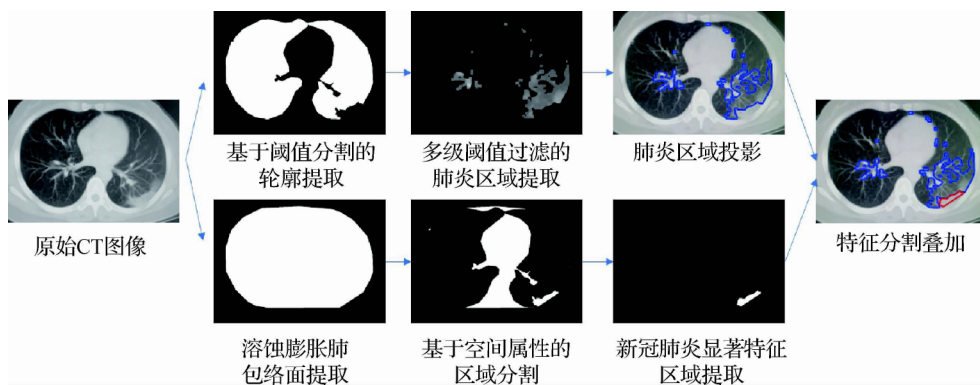 基于阈值分割的
轮廓提取
多级阈值过滤的
肺炎区域提取
肺炎区域投影
原始CT图像
特征分割叠加
溶蚀膨胀肺
包络面提取
基于空间属性的
区域分割
新冠肺炎显著特征
区域提取